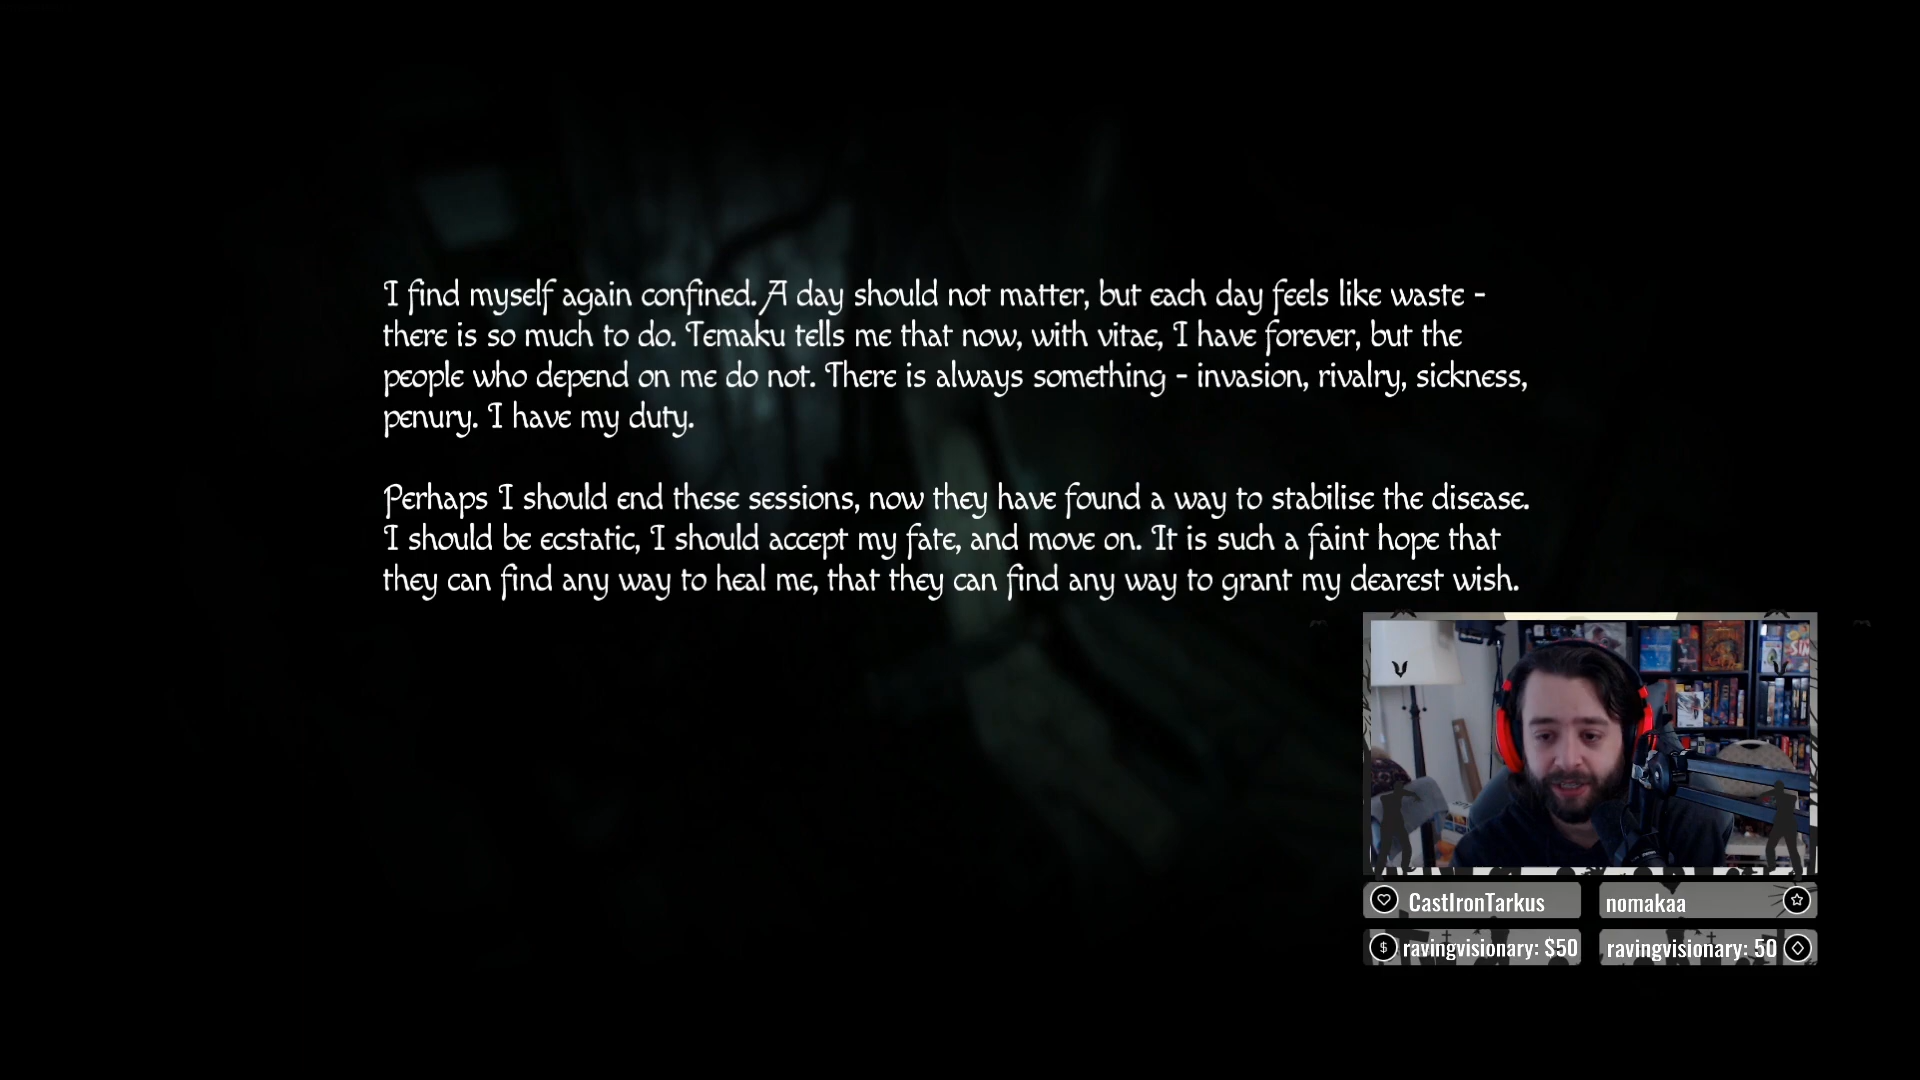 I find myself again confined. A day should not matter, but each day feels like waste -
there is so much to do. Temaku tells me that now, with vitae, I have forever, but the
people who depend on me do not. There is always something - invasion, rivalry, sickness,
penury. I have my duty.
Perhaps I should end these sessions, now they have found a way to stabilise the disease.
I should be ecstatic, I should accept my fate, and move on. It is such a faint hope that
they can find any way to heal me, that they can find any way to grant my dearest wish.
CastIronTarkus
nomakaa
$ ravingvisionary: $50
ravingvisionary: 50